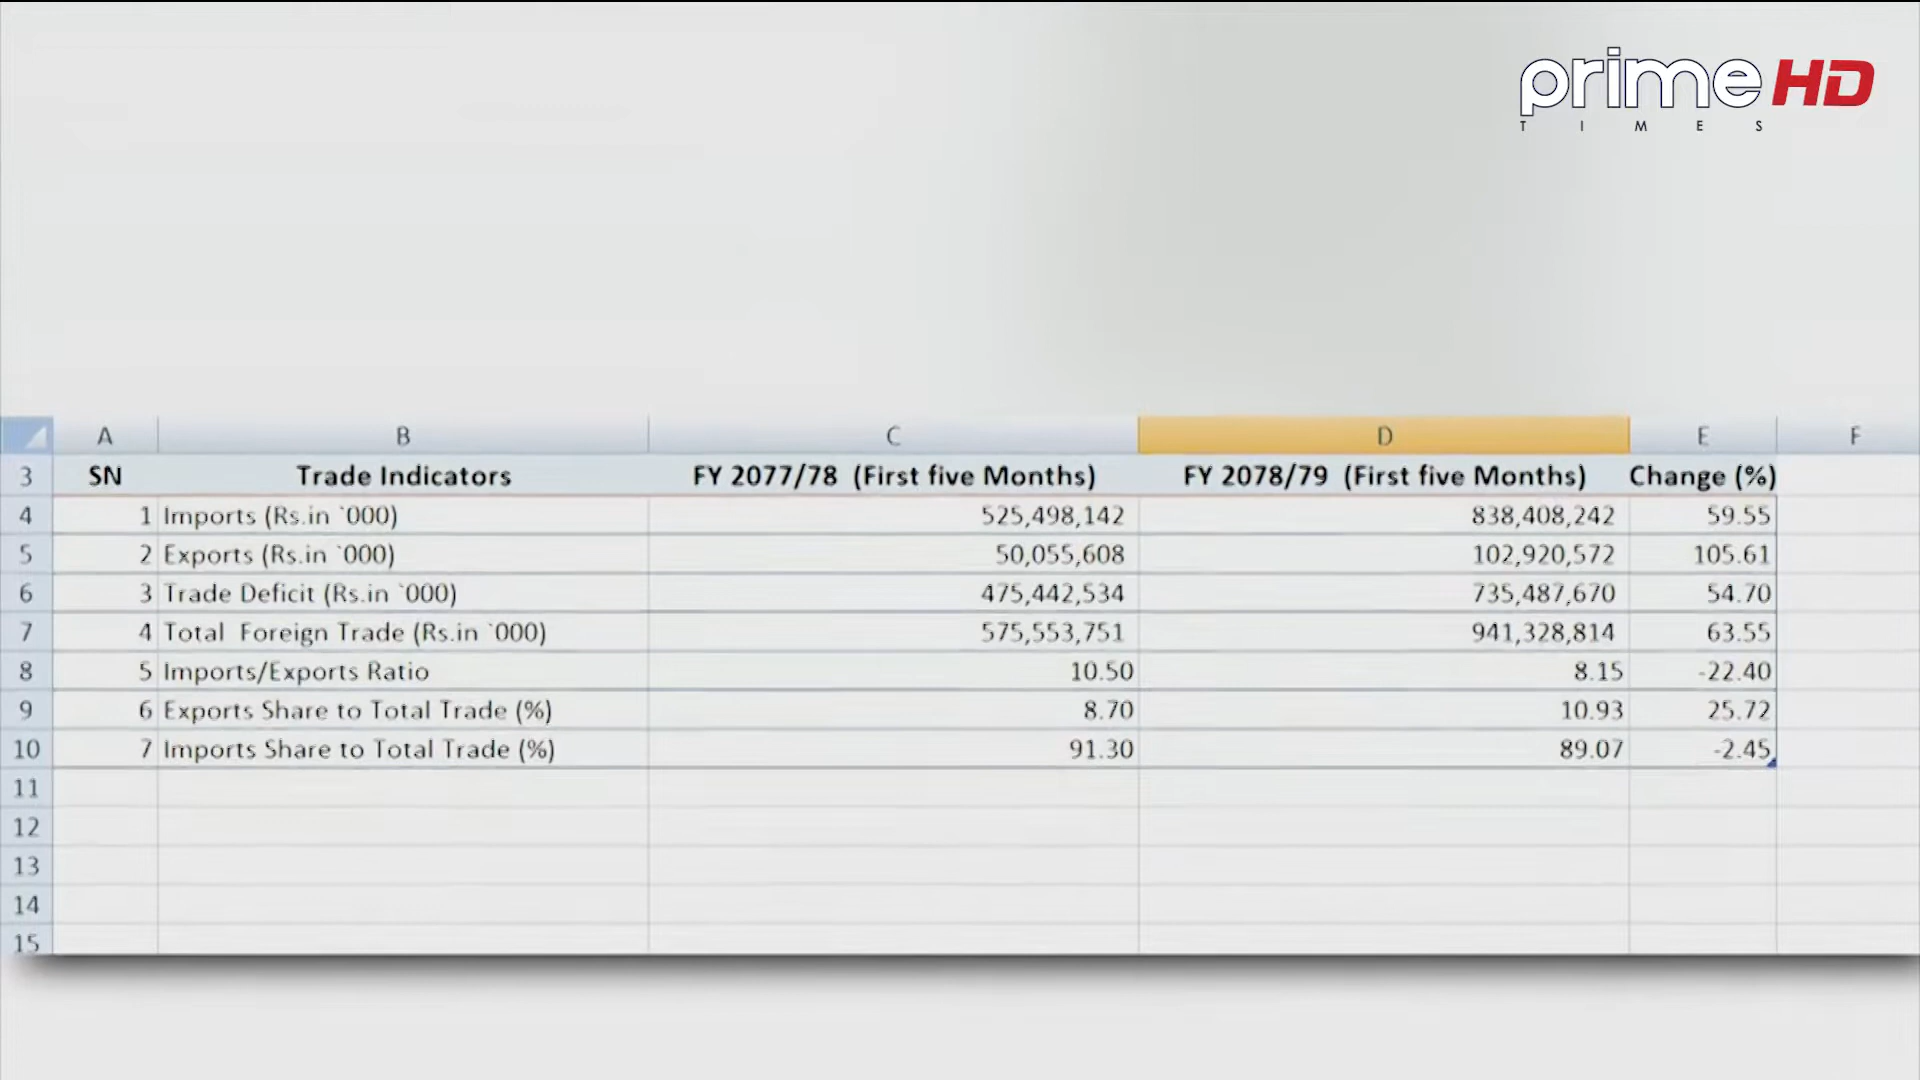 prime HD
TIMES
A B C D E F
3 SN Trade Indicators FY 2077/78 (First five Months) FY 2078/79 (First five Months) Change (%)
4 1 Imports (Rs.in `000) 525,498,142 838,408,242 59.55
5 2 Exports (Rs.in `000) 50,055,608 102,920,572 105.61
6 3 Trade Deficit (Rs.in `000) 475,442,534 735,487,670 54.70
7 4 Total Foreign Trade (Rs.in `000) 575,553,751 941,328,814 63.55
8 5 Imports/Exports Ratio 10.50 8.15 -22.40
9 6 Exports Share to Total Trade (%) 8.70 10.93 25.72
10 7 Imports Share to Total Trade (%) 91.30 89.07 -2.45
11
12
13
14
15